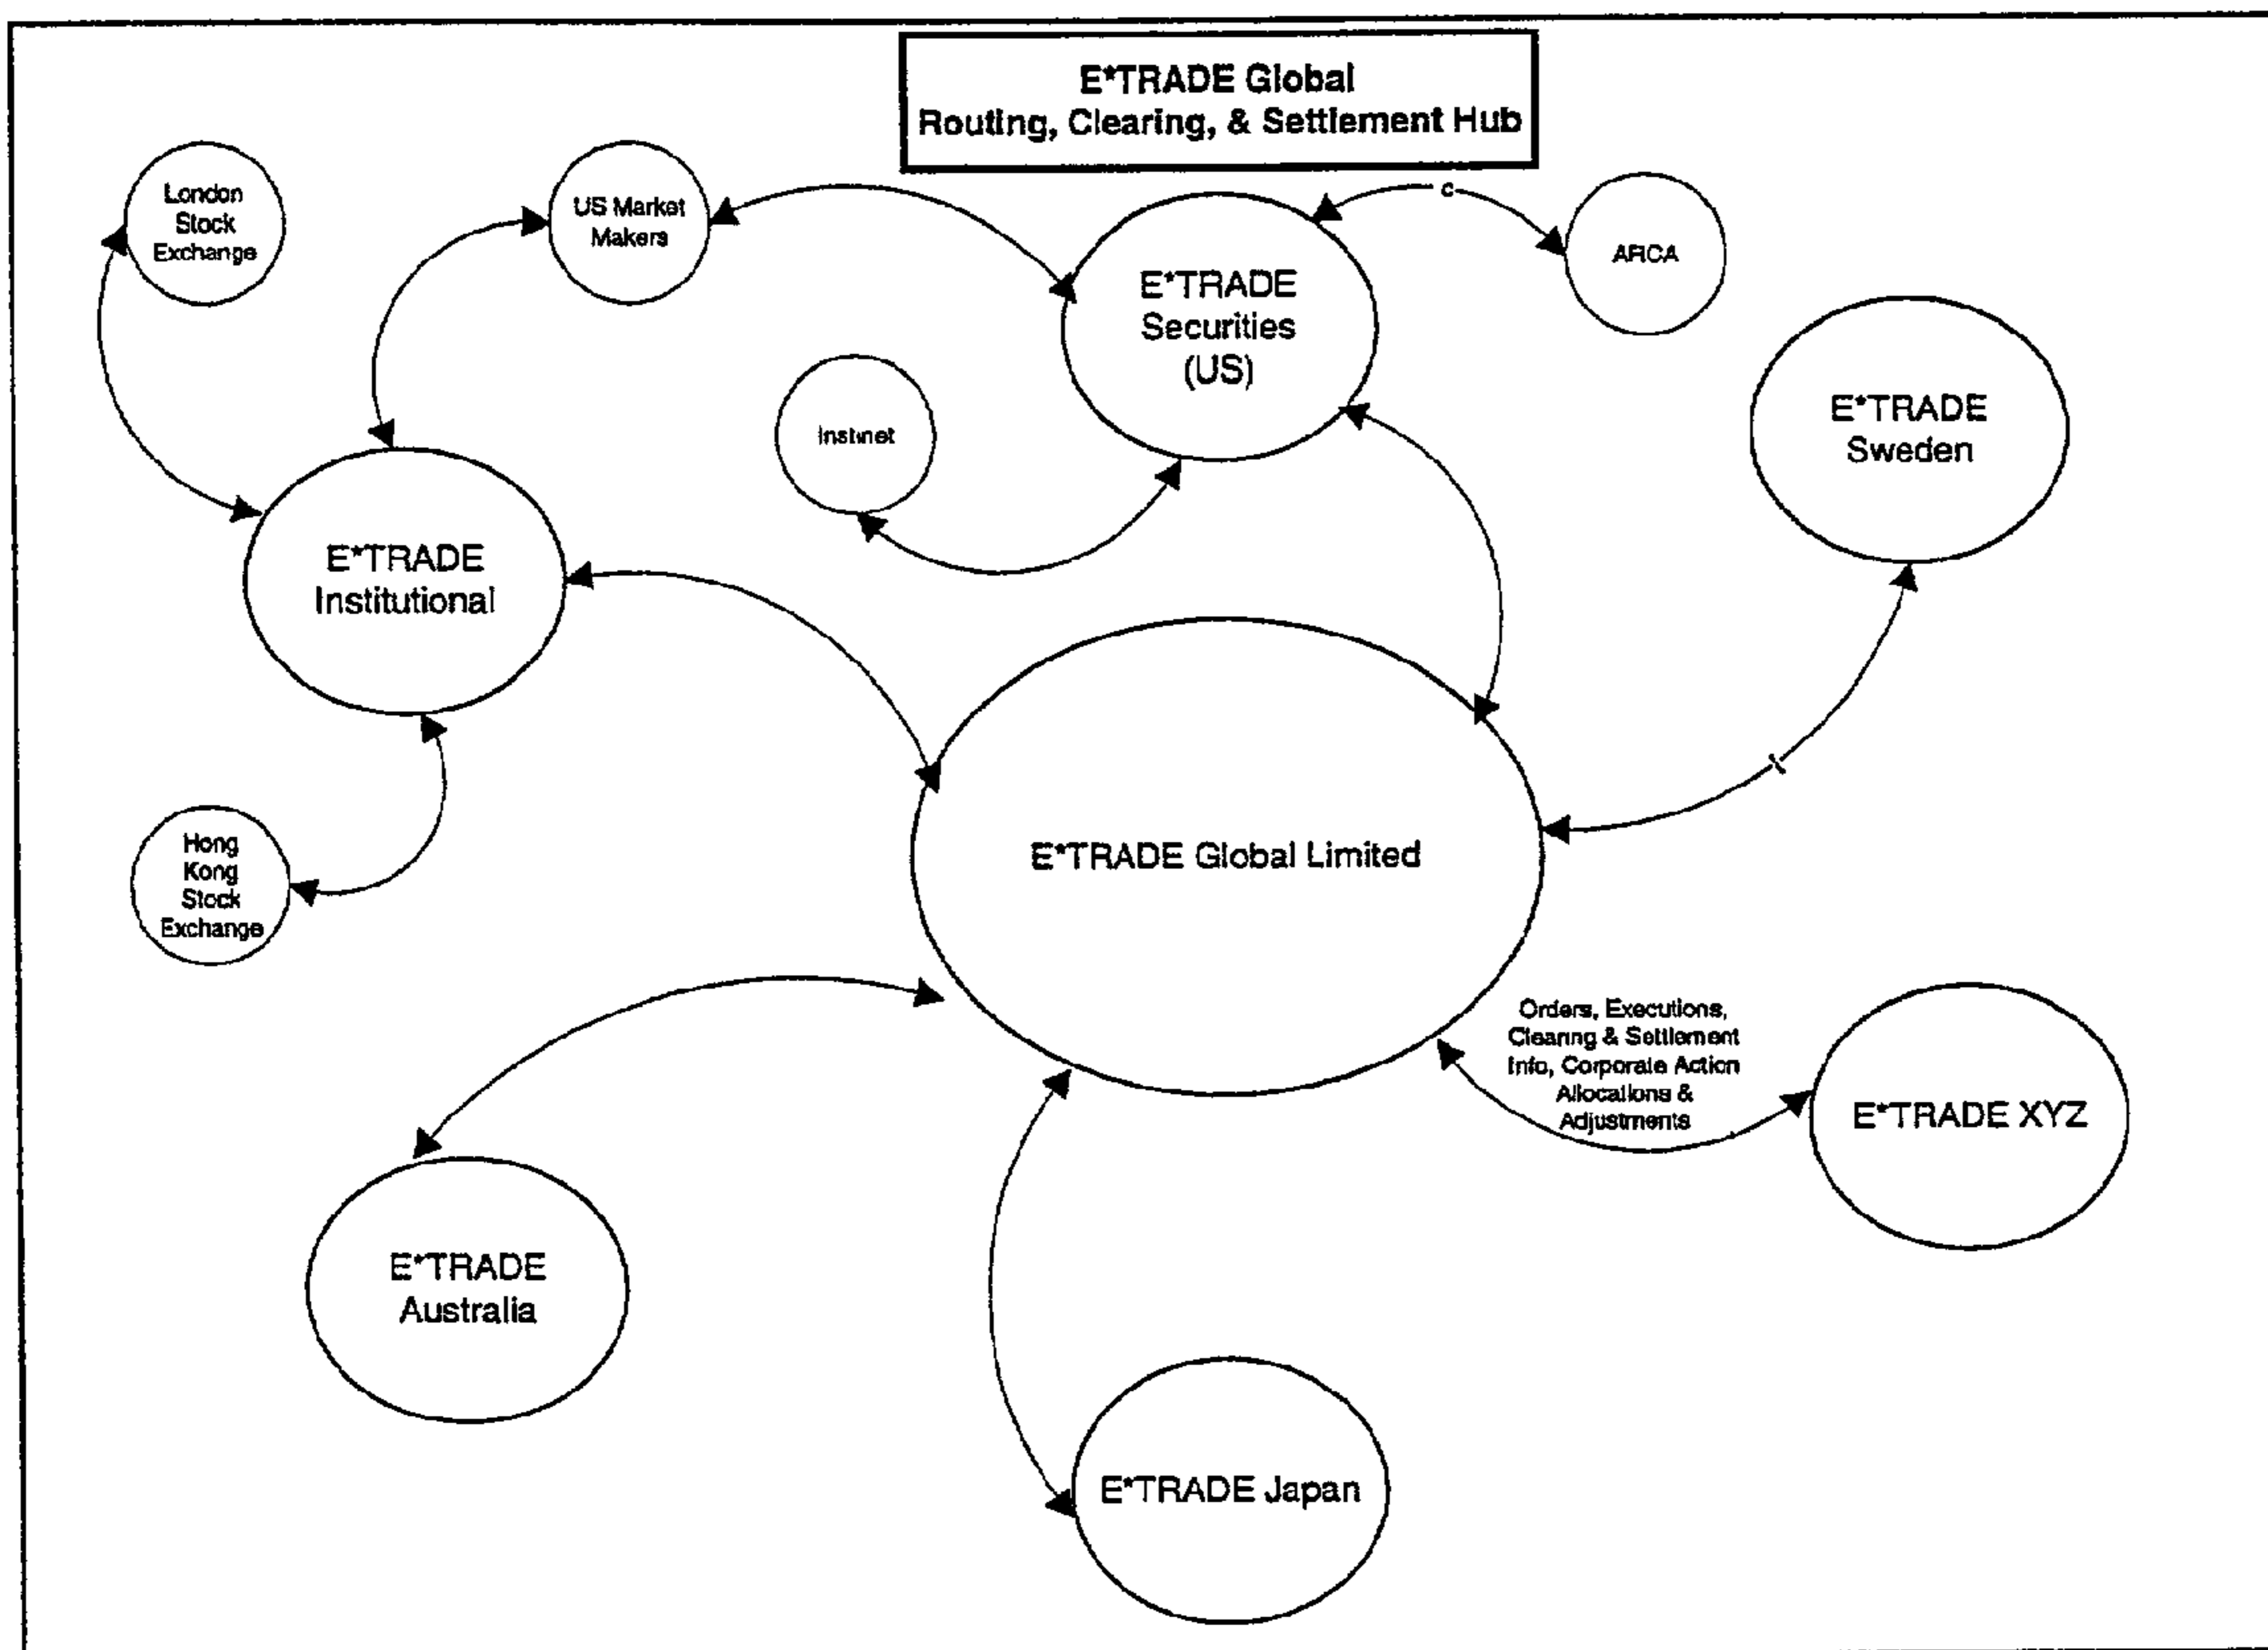 E*TRADE Global
Routing, Clearing, & Settlement Hub
London
Stock
Exchange
US Market
Makers
E*TRADE
Securities
(US)
c
ARCA
Instinet
E*TRADE
Sweden
E*TRADE
Institutional
E*TRADE Global Limited
Hong
Kong
Stock
Exchange
Orders, Executions,
Clearing & Settlement
Info, Corporate Action
Allocations &
Adjustments
E*TRADE XYZ
E*TRADE
Australia
E*TRADE Japan